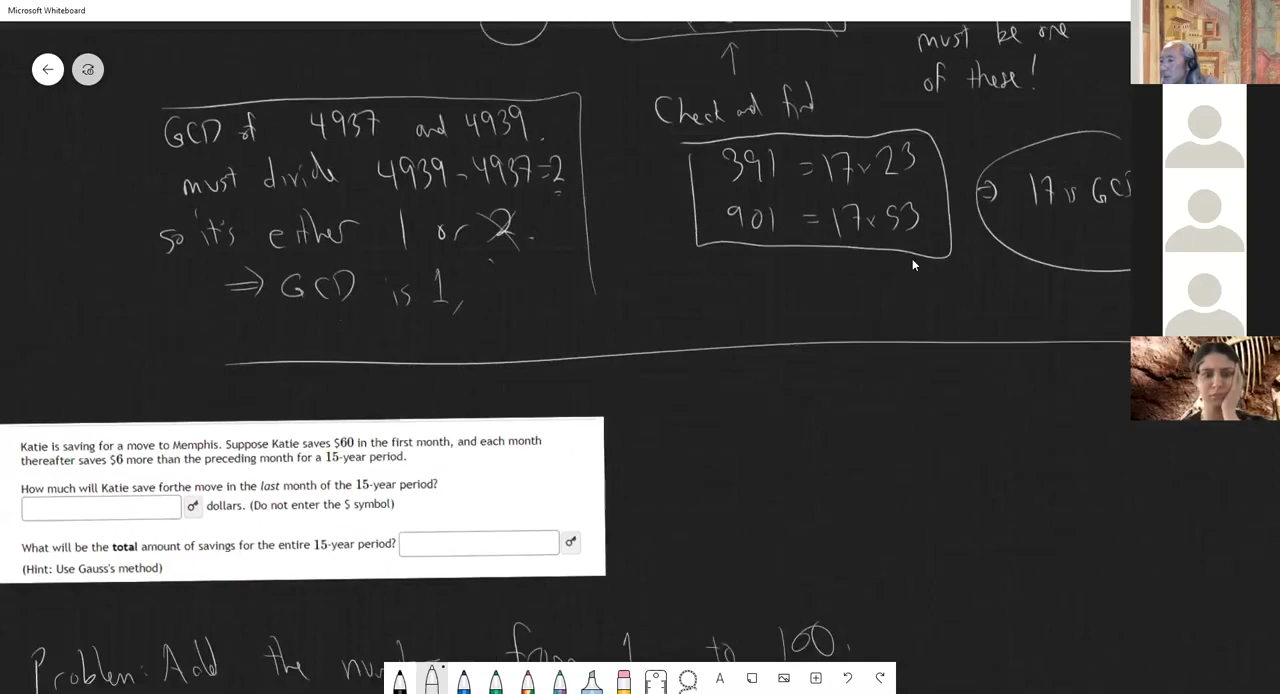 Microsoft Whiteboard
must be one
of these!
GCD of 4937 and 4939.
must divide 4939 - 4937 = 2
so it's either 1 or 2.
⇒ GCD is 1,
Check and find
391 = 17 × 23
901 = 17 × 53
⇒ 17 is GCD
Katie is saving for a move to Memphis. Suppose Katie saves $60 in the first month, and each month
thereafter saves $6 more than the preceding month for a 15-year period.
How much will Katie save forthe move in the last month of the 15-year period?
dollars. (Do not enter the $ symbol)
What will be the total amount of savings for the entire 15-year period?
(Hint: Use Gauss's method)
Problem: Add the from 1 to 100.
A